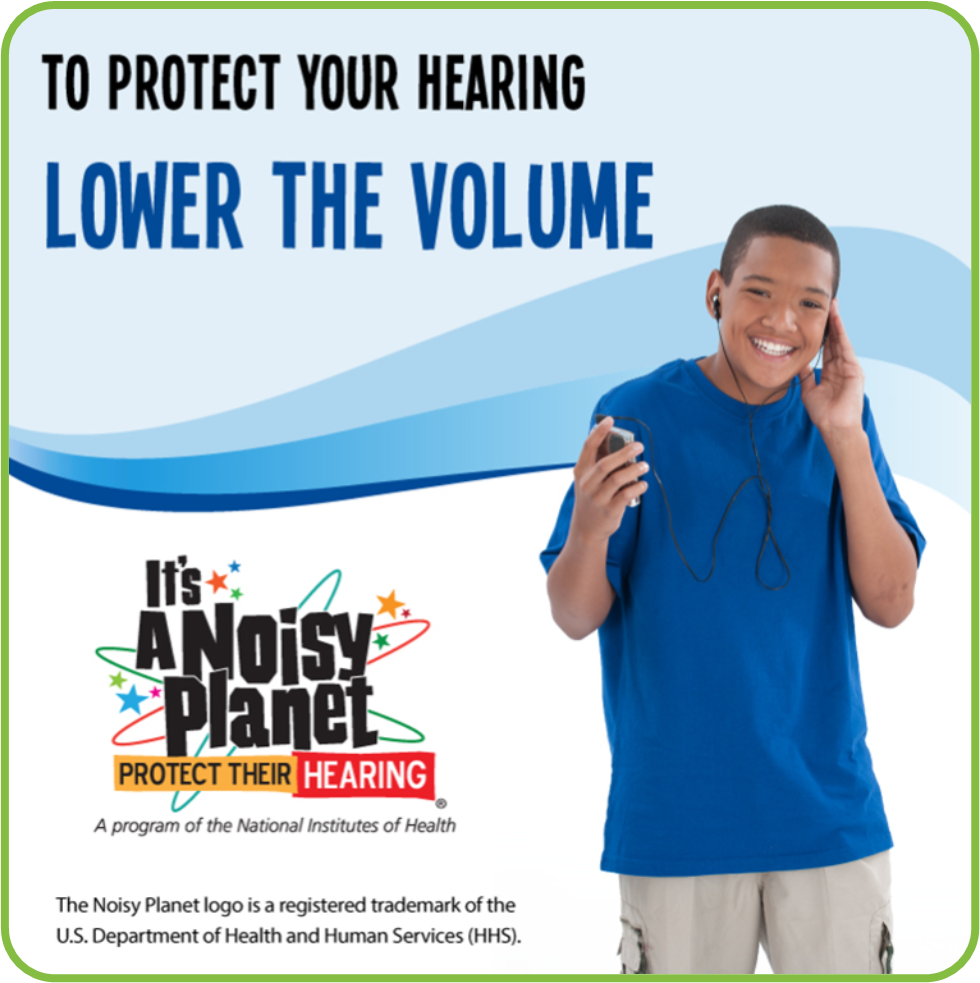 TO PROTECT YOUR HEARING
LOWER THE VOLUME
It's
A Noisy
Planet
PROTECT THEIR HEARING
®
A program of the National Institutes of Health
The Noisy Planet logo is a registered trademark of the
U.S. Department of Health and Human Services (HHS).